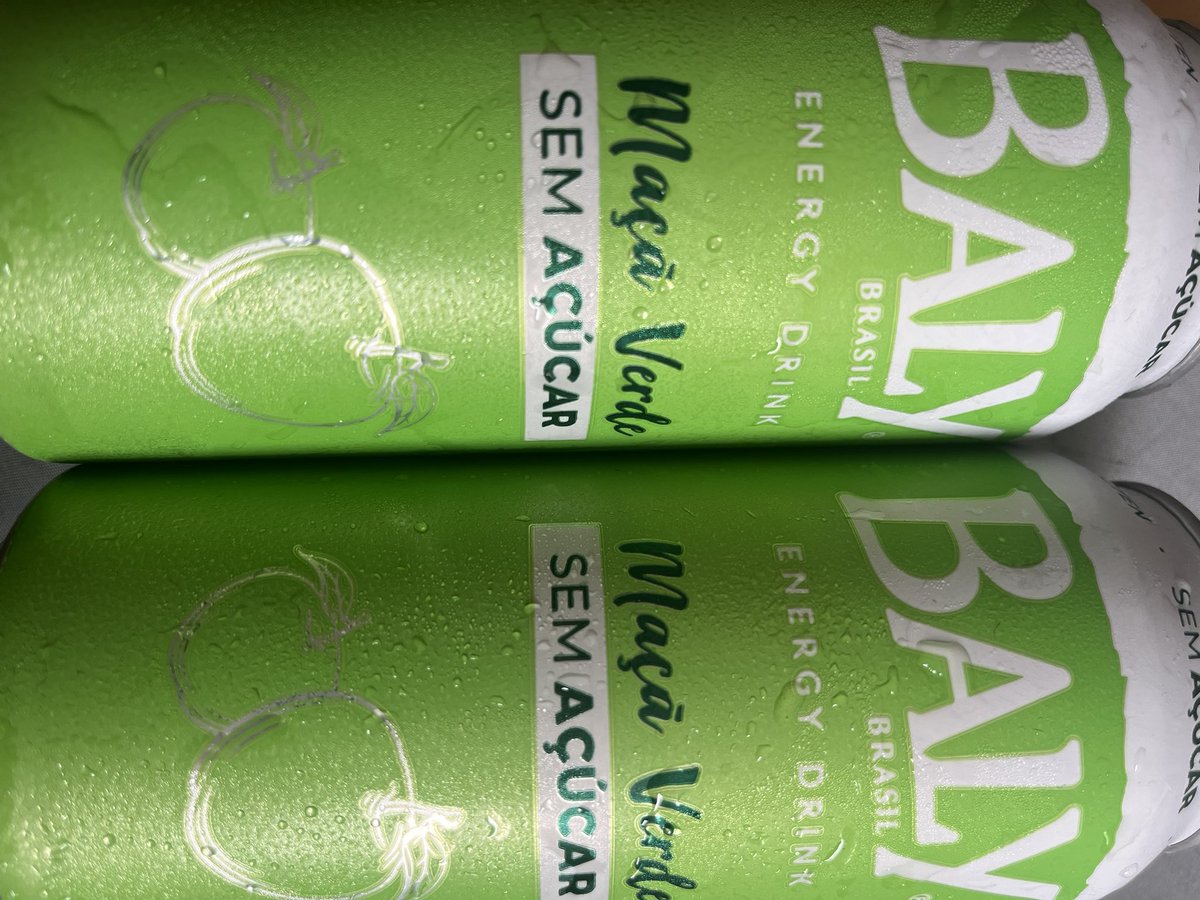 BALY
BRASIL
ENERGY DRINK
Maçã Verde
SEM AÇÚCAR
AÇÚCAR
BALY
BRASIL
ENERGY DRINK
Maçã Verde
SEM AÇÚCAR
SEM AÇÚCAR